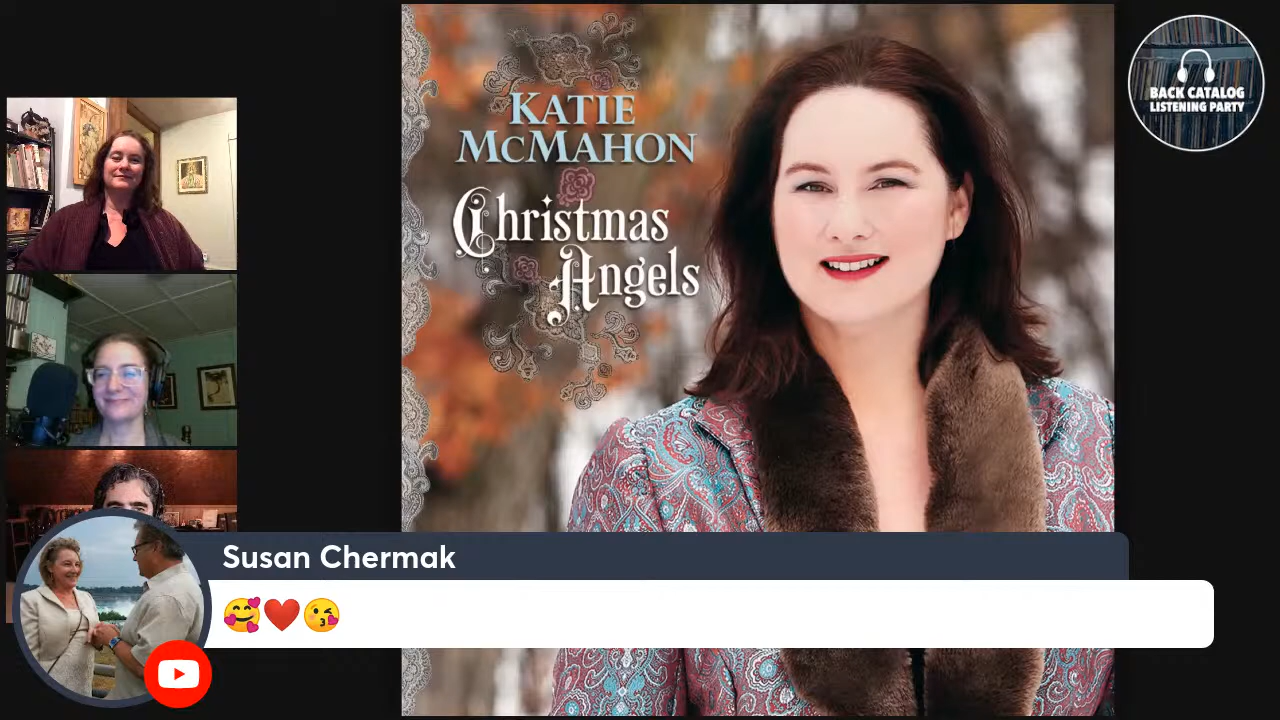 KATIE
MCMAHON
Christmas
Angels
BACK CATALOG
LISTENING PARTY
Susan Chermak
🥰❤️😘